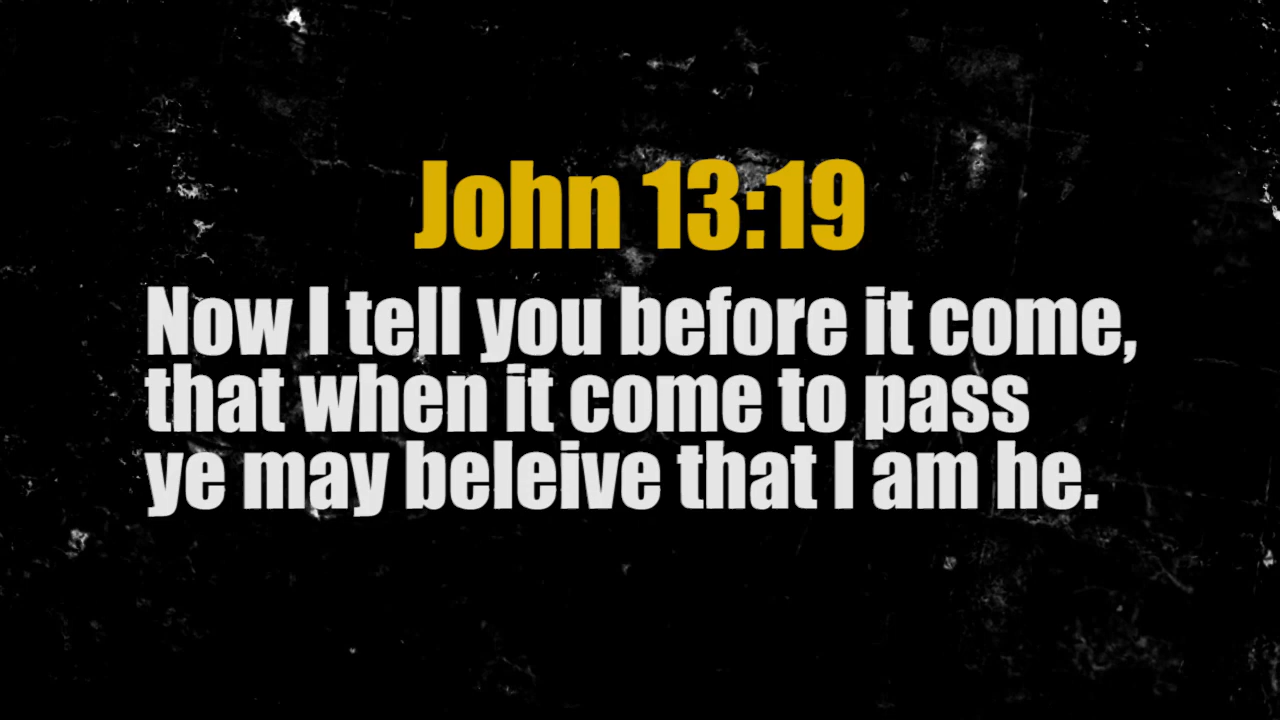 John 13:19
Now I tell you before it come,
that when it come to pass
ye may beleive that I am he.